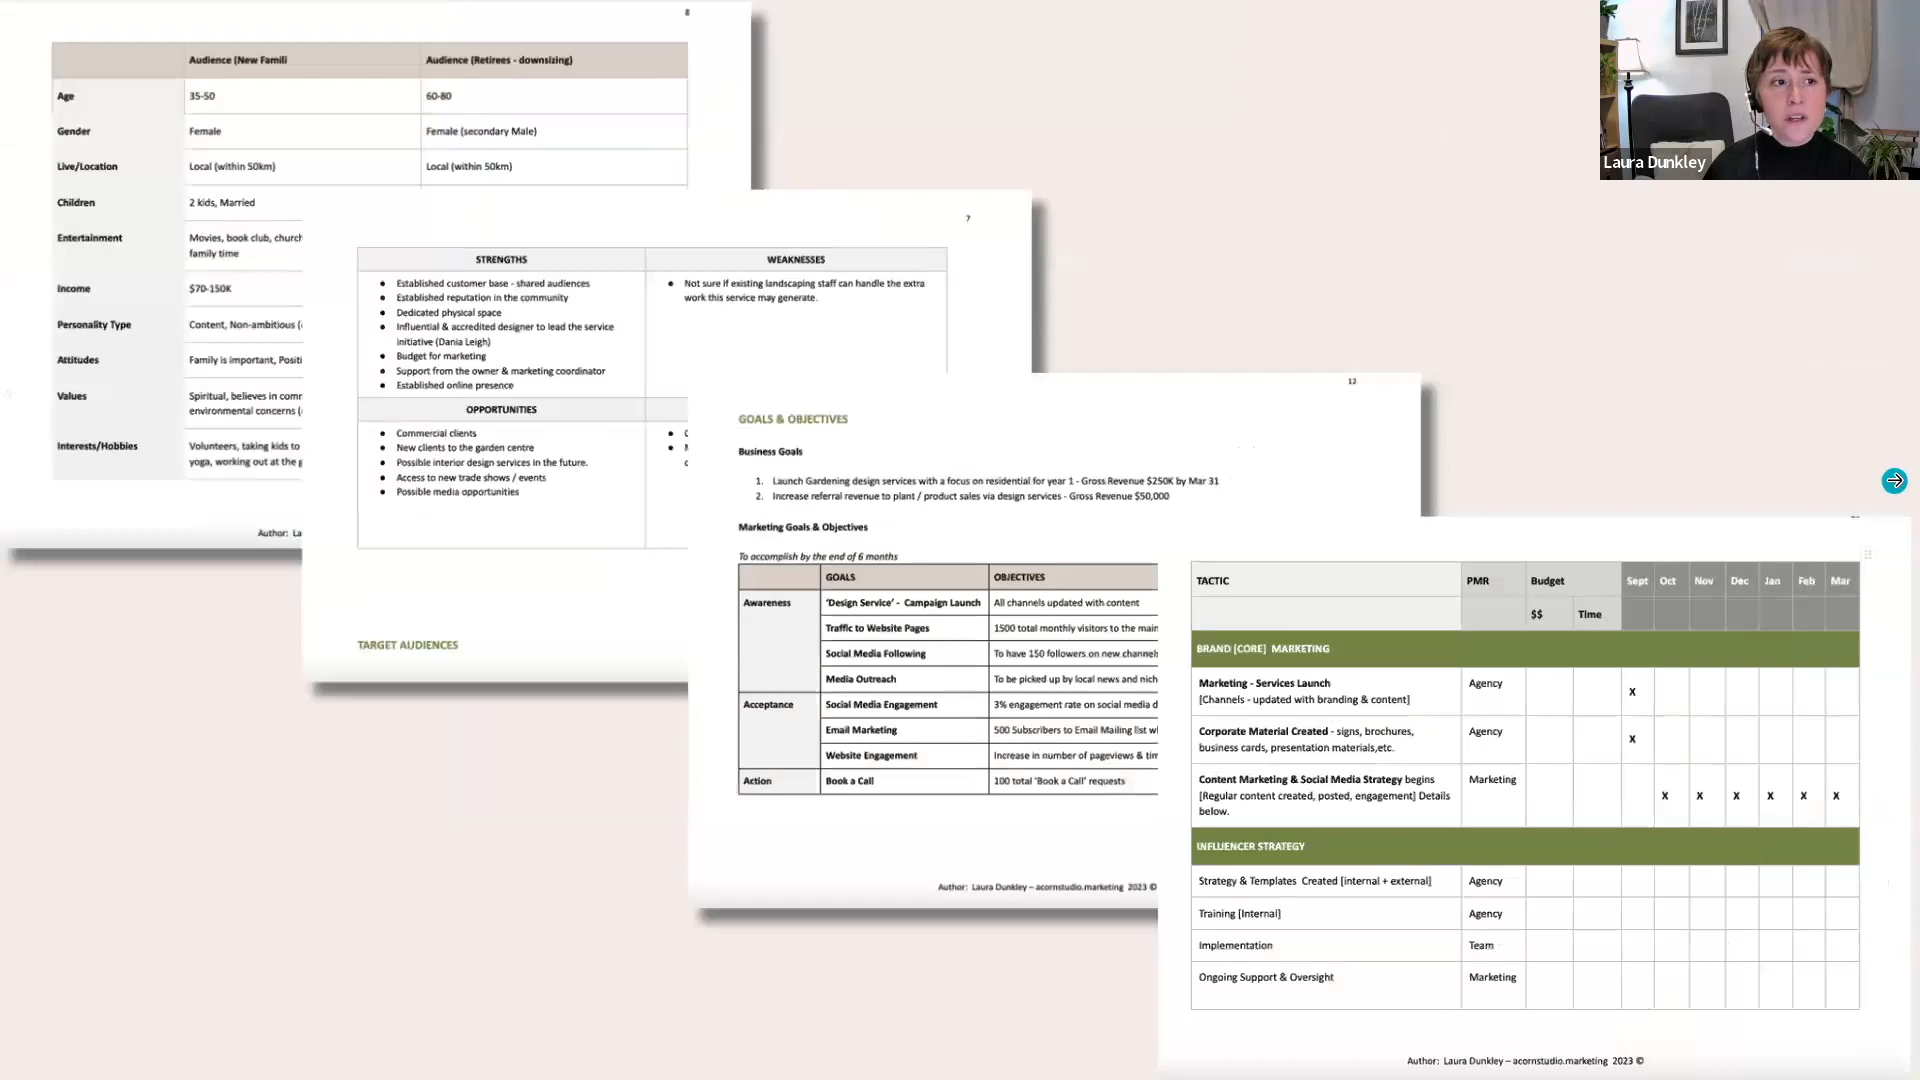 8
Audience (New Famili
Audience (Retirees - downsizing)
Age
35-50
60-80
Gender
Female
Female (secondary Male)
Live/Location
Local (within 50km)
Local (within 50km)
Children
2 kids, Married
Entertainment
Movies, book club, church
family time
Income
$70-150K
Personality Type
Content, Non-ambitious (
Attitudes
Family is important, Positi
Values
Spiritual, believes in comm
environmental concerns (
Interests/Hobbies
Volunteers, taking kids to
yoga, working out at the g
Author: La
7
STRENGTHS
WEAKNESSES
● Established customer base - shared audiences
● Established reputation in the community
● Dedicated physical space
● Influential & accredited designer to lead the service
initiative (Dania Leigh)
● Budget for marketing
● Support from the owner & marketing coordinator
● Established online presence
● Not sure if existing landscaping staff can handle the extra
work this service may generate.
OPPORTUNITIES
● Commercial clients
● New clients to the garden centre
● Possible interior design services in the future.
● Access to new trade shows / events
● Possible media opportunities
TARGET AUDIENCES
12
GOALS & OBJECTIVES
Business Goals
1. Launch Gardening design services with a focus on residential for year 1 - Gross Revenue $250K by Mar 31
2. Increase referral revenue to plant / product sales via design services - Gross Revenue $50,000
Marketing Goals & Objectives
To accomplish by the end of 6 months
GOALS
OBJECTIVES
Awareness
‘Design Service’ - Campaign Launch
All channels updated with content
Traffic to Website Pages
1500 total monthly visitors to the main
Social Media Following
To have 150 followers on new channels
Media Outreach
To be picked up by local news and nich
Acceptance
Social Media Engagement
3% engagement rate on social media d
Email Marketing
500 Subscribers to Email Mailing list wi
Website Engagement
Increase in number of pageviews & tim
Action
Book a Call
100 total ‘Book a Call’ requests
Author: Laura Dunkley – acornstudio.marketing 2023 ©
TACTIC
PMR
Budget
Sept Oct Nov Dec Jan Feb Mar
$$
Time
BRAND [CORE] MARKETING
Marketing - Services Launch
[Channels - updated with branding & content]
Agency
X
Corporate Material Created - signs, brochures,
business cards, presentation materials,etc.
Agency
X
Content Marketing & Social Media Strategy begins
[Regular content created, posted, engagement] Details
below.
Marketing
X X X X X X
INFLUENCER STRATEGY
Strategy & Templates Created [internal + external]
Agency
Training [Internal]
Agency
Implementation
Team
Ongoing Support & Oversight
Marketing
Author: Laura Dunkley – acornstudio.marketing 2023 ©
Laura Dunkley